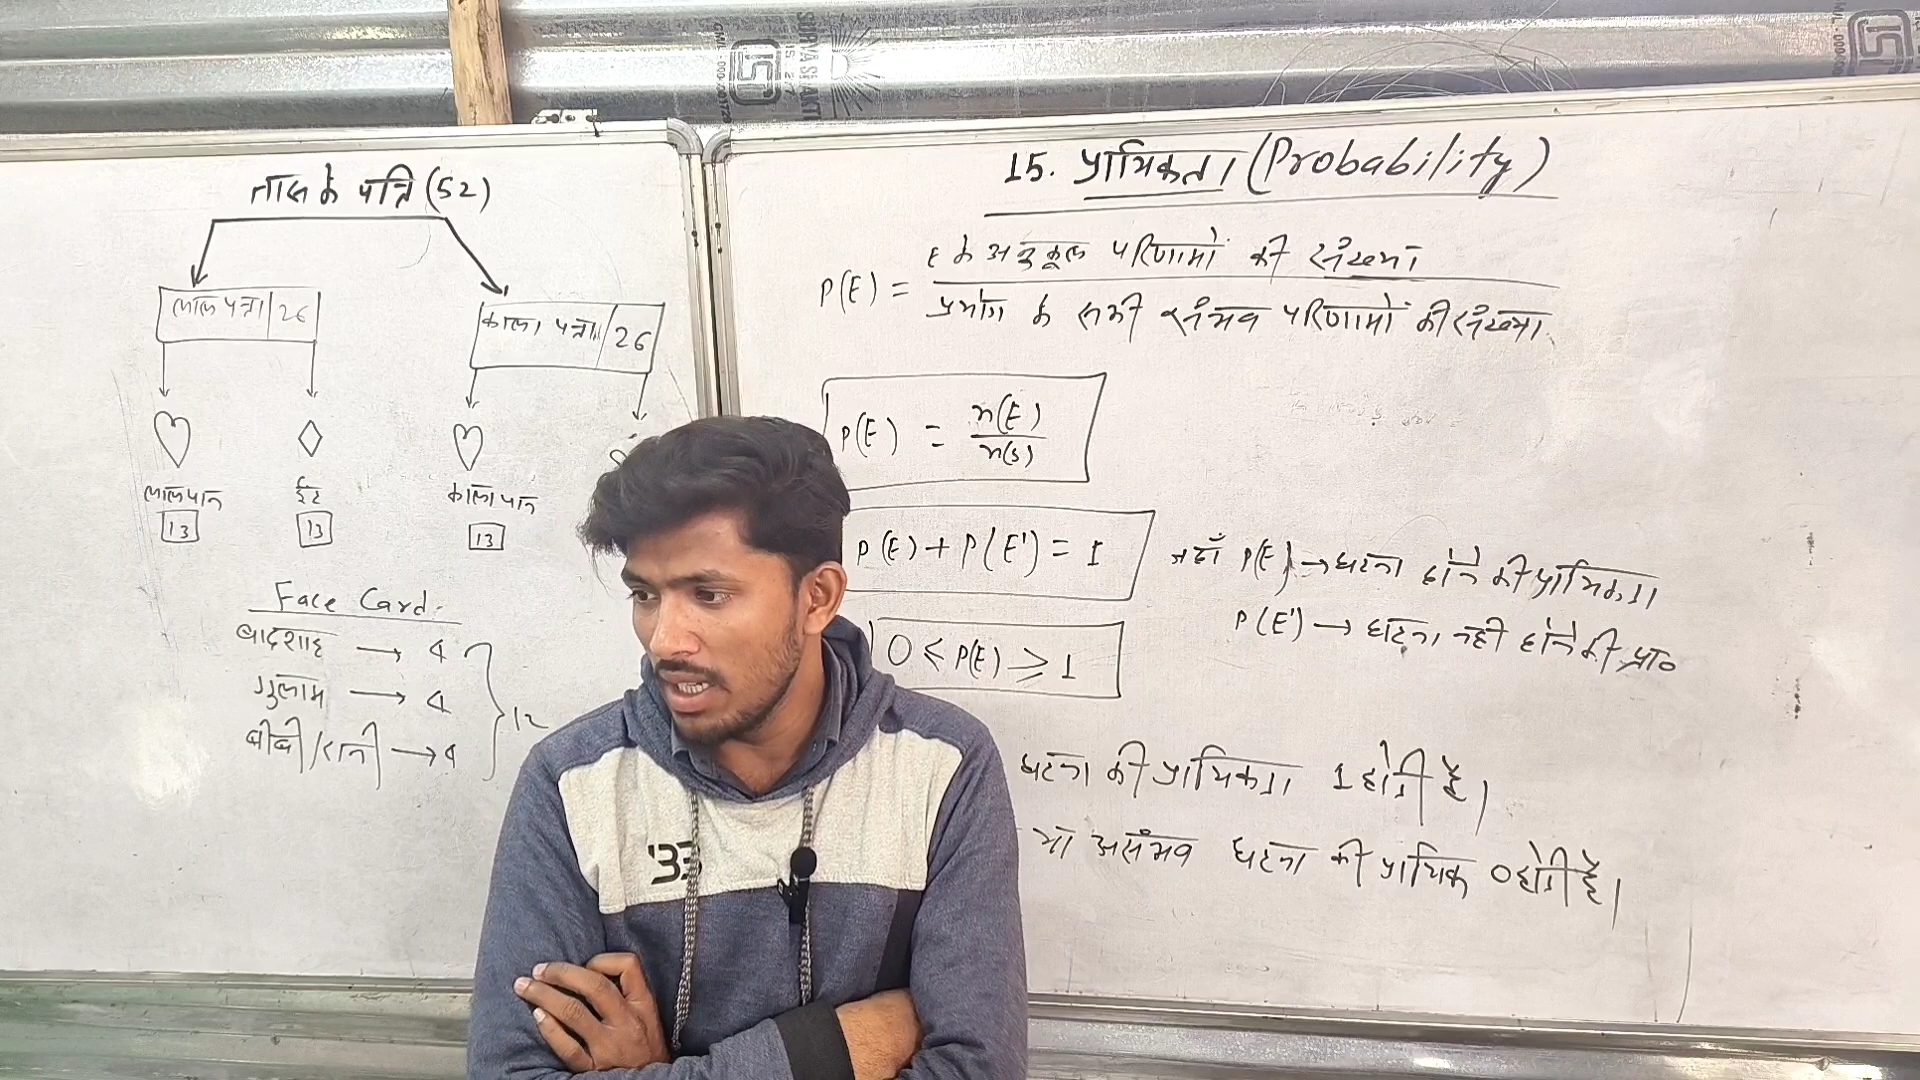 तास के पत्ते (52)
लाल पत्ता 26
काला पत्ता 26
लालपान
ईंट
कालापान
13
13
13
Face Card
बादशाह → 4
गुलाम → 4
बीबी/रानी → 4
12
15. प्रायिकता (Probability)
P(E) = E के अनुकूल परिणामों की संख्या
प्रयोग के सभी संभव परिणामों की संख्या
P(E) = n(E)
n(s)
P(E) + P(E') = 1
जहाँ P(E) → घटना होने की प्रायिकता
P(E') → घटना नहीं होने की प्रा०
0 ⩽ P(E) ⩾ 1
घटना की प्रायिकता 1 होती है।
या असंभव घटना की प्रायिक 0 होती है।
'33